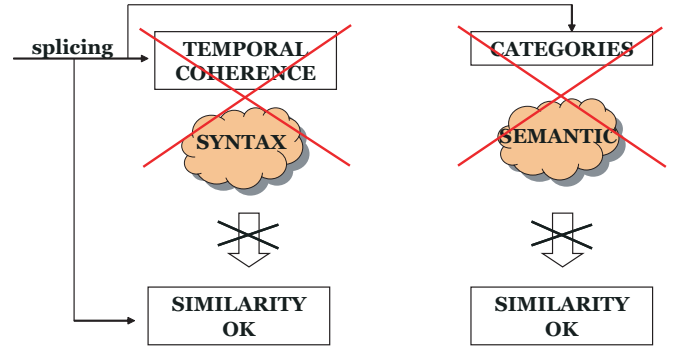 splicing
TEMPORAL
COHERENCE
CATEGORIES
SYNTAX
SEMANTIC
SIMILARITY
OK
SIMILARITY
OK